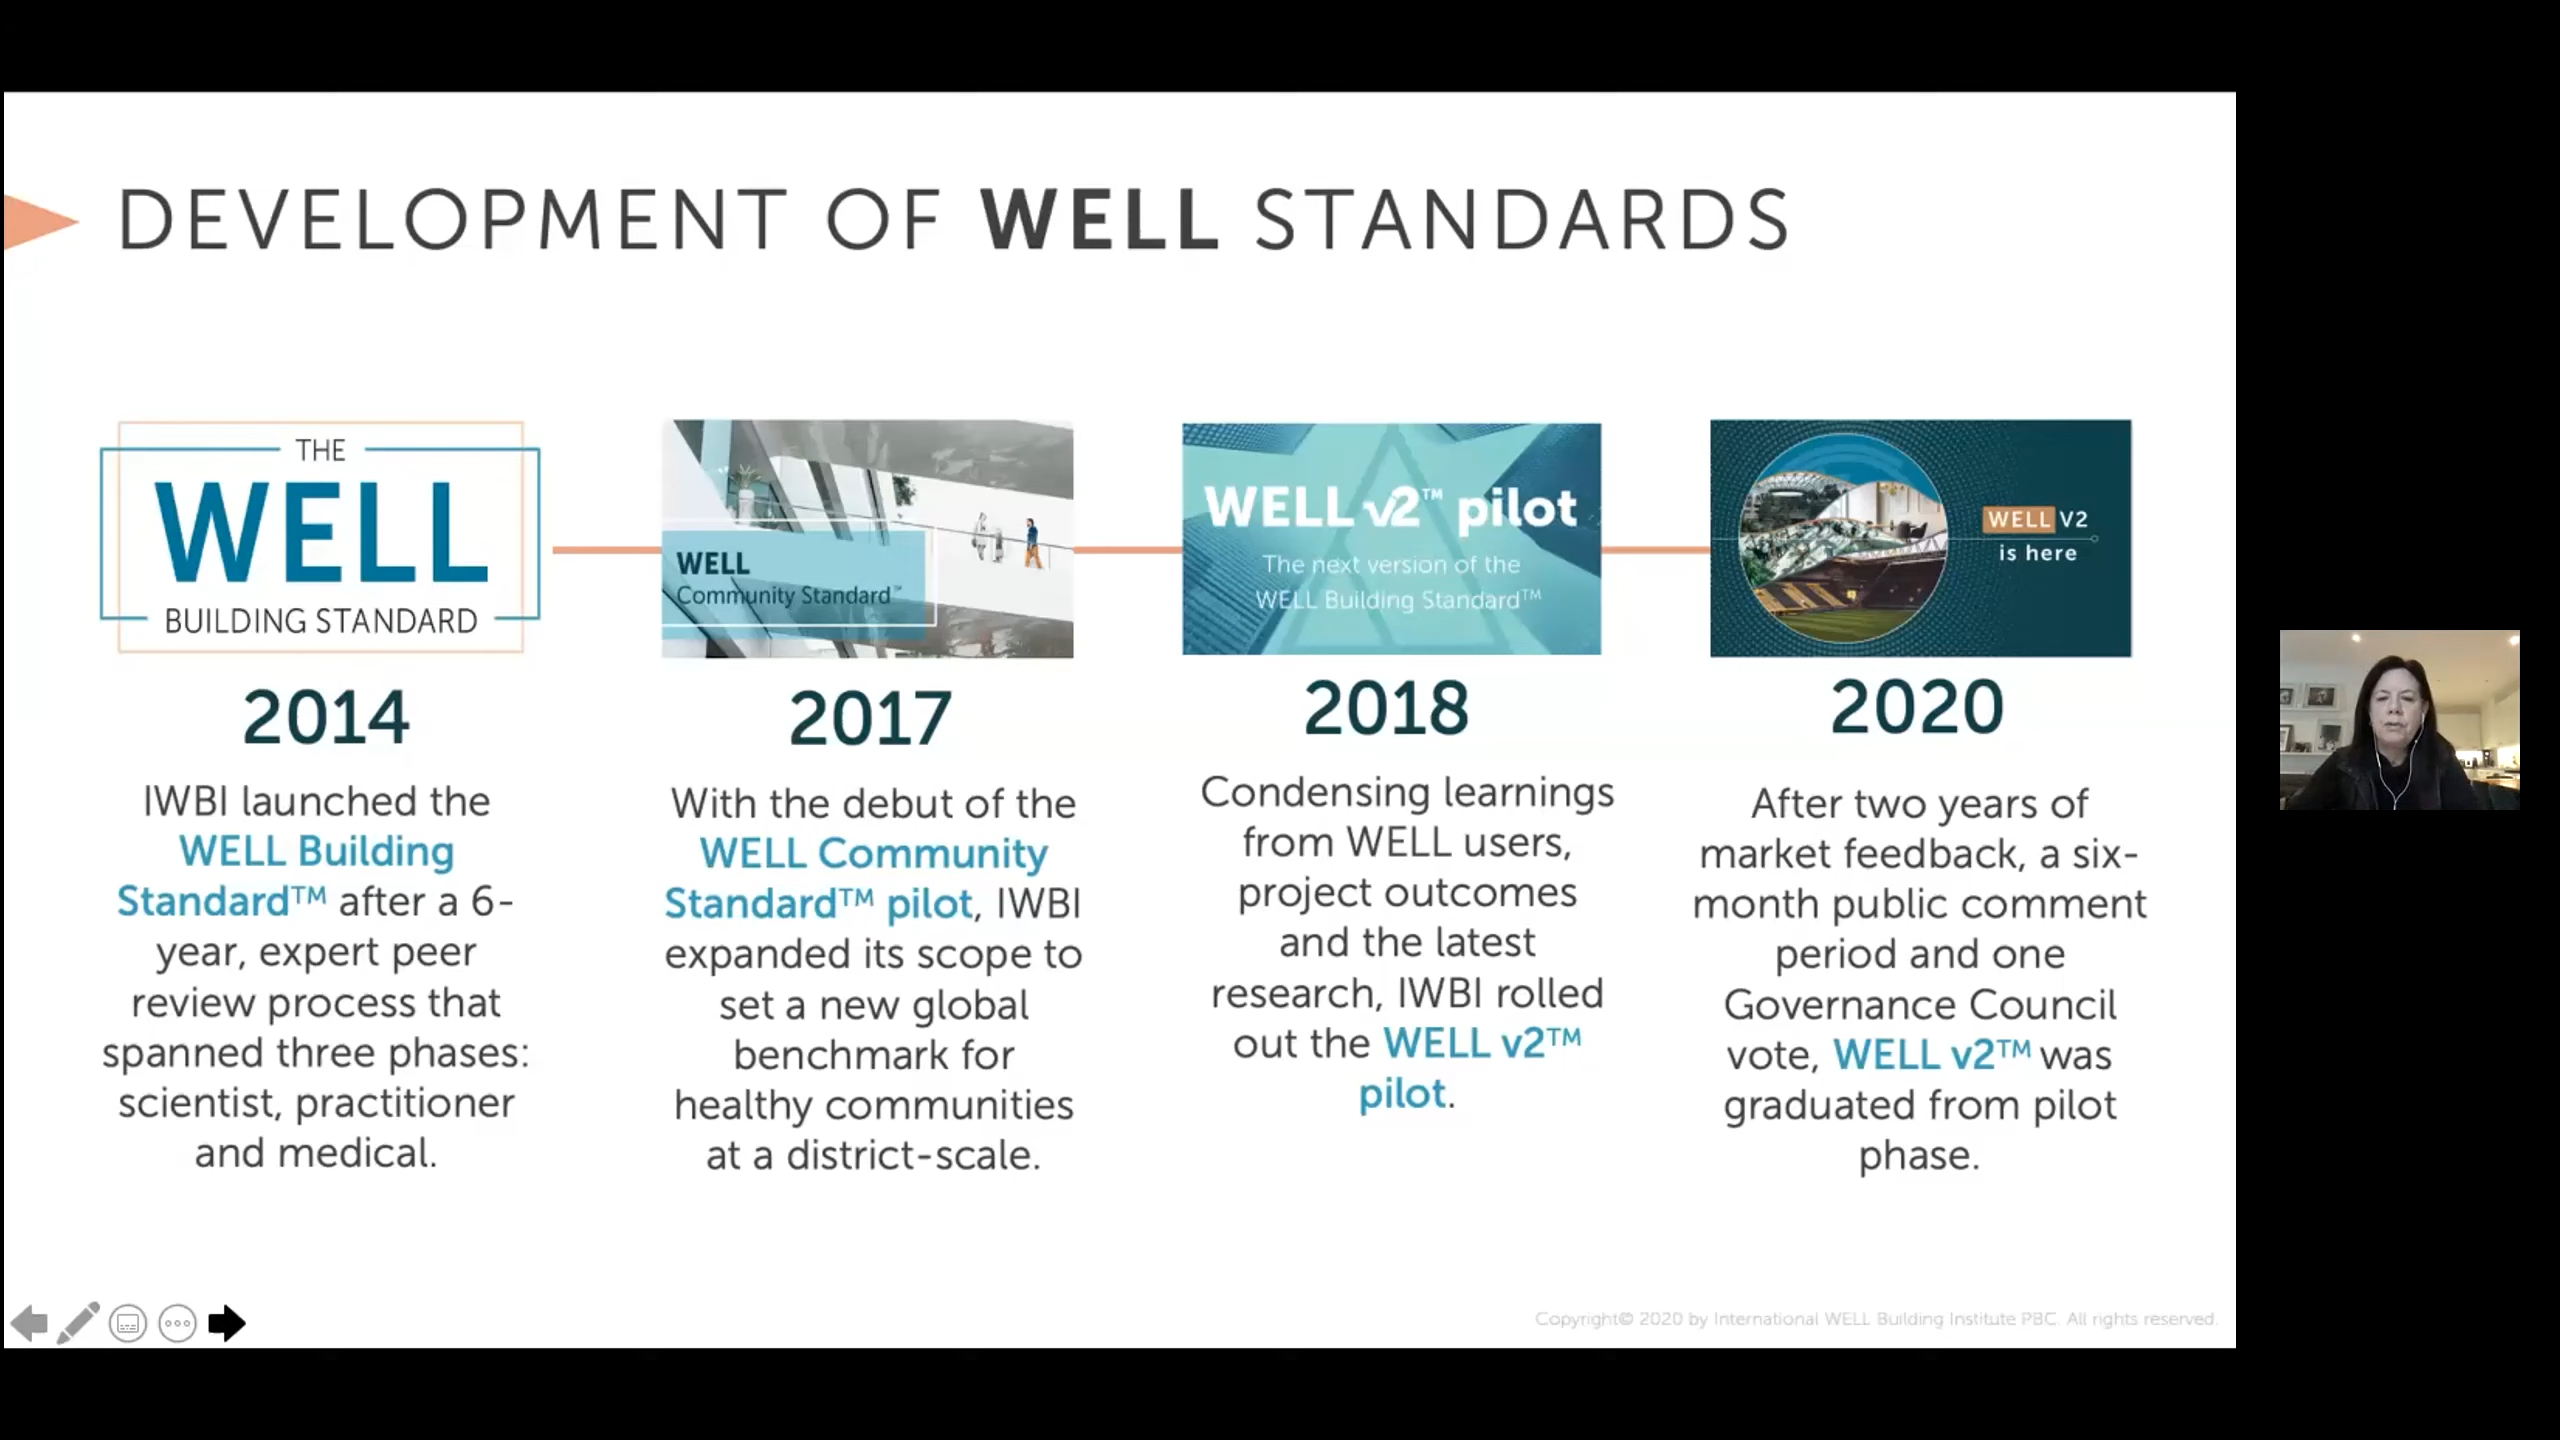 DEVELOPMENT OF WELL STANDARDS
THE
WELL
BUILDING STANDARD
2014
IWBI launched the
WELL Building
Standard™ after a 6-
year, expert peer
review process that
spanned three phases:
scientist, practitioner
and medical.
WELL
Community Standard™
2017
With the debut of the
WELL Community
Standard™ pilot, IWBI
expanded its scope to
set a new global
benchmark for
healthy communities
at a district-scale.
WELL v2™ pilot
The next version of the
WELL Building Standard™
2018
Condensing learnings
from WELL users,
project outcomes
and the latest
research, IWBI rolled
out the WELL v2™
pilot.
WELL V2
is here
2020
After two years of
market feedback, a six-
month public comment
period and one
Governance Council
vote, WELL v2™ was
graduated from pilot
phase.
Copyright© 2020 by International WELL Building Institute PBC. All rights reserved.